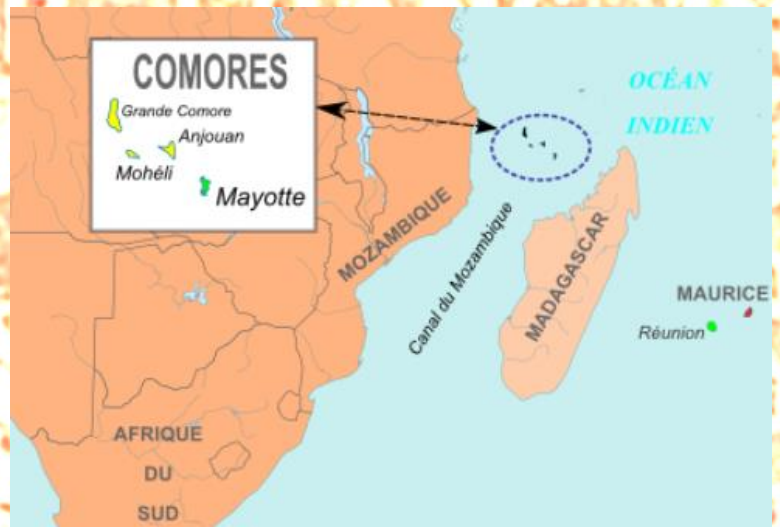 COMORES
Grande Comore
Anjouan
Mohéli
Mayotte
OCÉAN
INDIEN
MOZAMBIQUE
Canal du Mozambique
MADAGASCAR
MAURICE
Réunion
AFRIQUE
DU
SUD